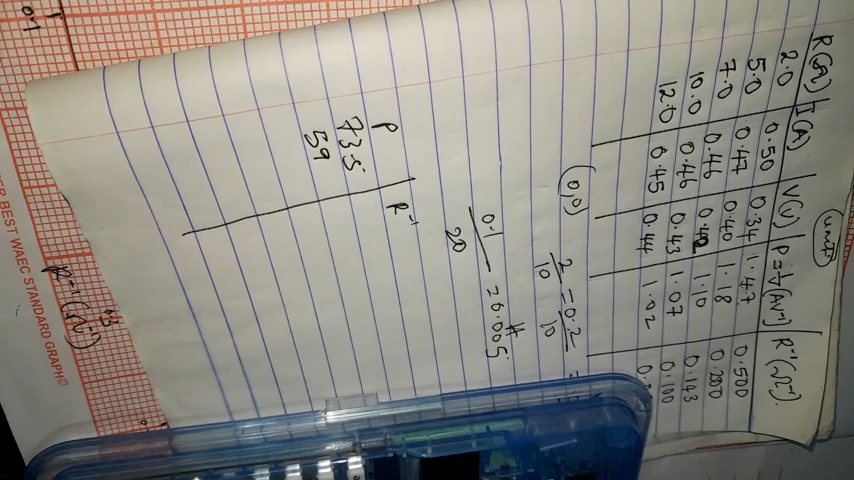 (unit)
R(Ω) I(A) V(V) P=I/V(AV⁻¹) R⁻¹(Ω⁻¹).
2.0 0.50 0.34 1.47 0.500
5.0 0.47 0.40 1.18 0.200
7.0 0.46 0.42 1.10 0.143
10.0 0.46 0.43 1.07 0.100
12.0 0.45 0.44 1.02
(0,0)
2/10 = 0.2/10 =
0.1/20 = 0.005
P R⁻¹
73.5
59
BEST WAEC STANDARD GRAPH©
R⁻¹(Ω⁻¹)
0.1